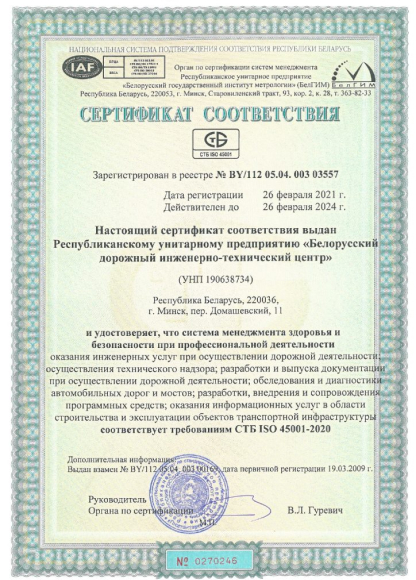 НАЦИОНАЛЬНАЯ СИСТЕМА ПОДТВЕРЖДЕНИЯ СООТВЕТСТВИЯ РЕСПУБЛИКИ БЕЛАРУСЬ
IAF
БелГИМ
Орган по сертификации систем менеджмента
Республиканское унитарное предприятие
«Белорусский государственный институт метрологии» (БелГИМ)
Республика Беларусь, 220053, г. Минск, Старовиленский тракт, 93, кор. 2, к. 28, т. 363-82-33
СЕРТИФИКАТ СООТВЕТСТВИЯ
СТБ
СТБ ISO 45001
Зарегистрирован в реестре № BY/112 05.04. 003 03557
Дата регистрации 26 февраля 2021 г.
Действителен до 26 февраля 2024 г.
Настоящий сертификат соответствия выдан
Республиканскому унитарному предприятию «Белорусский
дорожный инженерно-технический центр»
(УНП 190638734)
Республика Беларусь, 220036,
г. Минск, пер. Домашевский, 11
и удостоверяет, что система менеджмента здоровья и
безопасности при профессиональной деятельности
оказания инженерных услуг при осуществлении дорожной деятельности;
осуществления технического надзора; разработки и выпуска документации
при осуществлении дорожной деятельности; обследования и диагностики
автомобильных дорог и мостов; разработки, внедрения и сопровождения
программных средств; оказания информационных услуг в области
строительства и эксплуатации объектов транспортной инфраструктуры
соответствует требованиям СТБ ISO 45001-2020
Дополнительная информация:
Выдан взамен № BY/112 05.04. 003 00169, дата первичной регистрации 19.03.2009 г.
Руководитель
Органа по сертификации В.Л. Гуревич
М.П.
№ 0270246